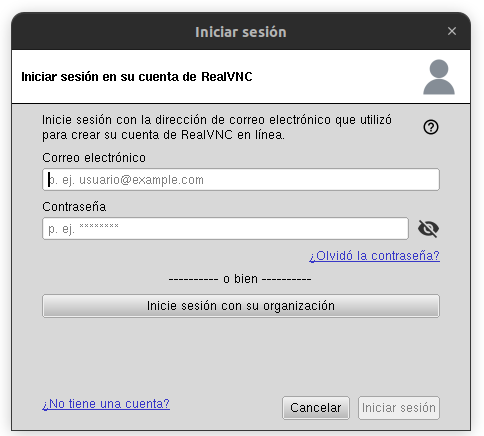 Iniciar sesión
Iniciar sesión en su cuenta de RealVNC
Inicie sesión con la dirección de correo electrónico que utilizó
para crear su cuenta de RealVNC en línea.
Correo electrónico
p. ej. usuario@example.com
Contraseña
p. ej. ********
¿Olvidó la contraseña?
---------- o bien ----------
Inicie sesión con su organización
¿No tiene una cuenta?
Cancelar
Iniciar sesión